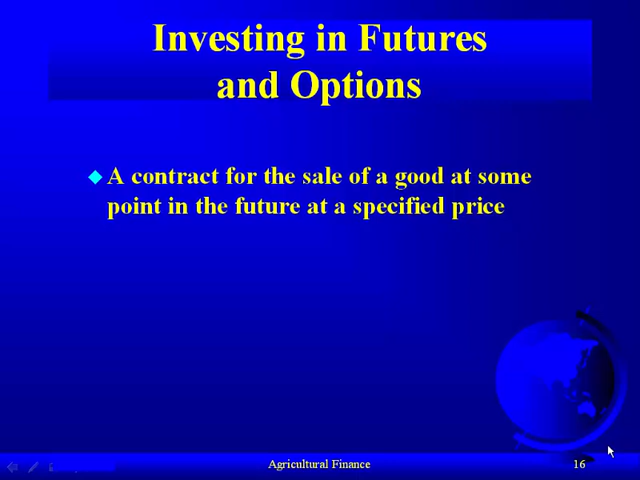 Investing in Futures
and Options
A contract for the sale of a good at some
point in the future at a specified price
Agricultural Finance
16